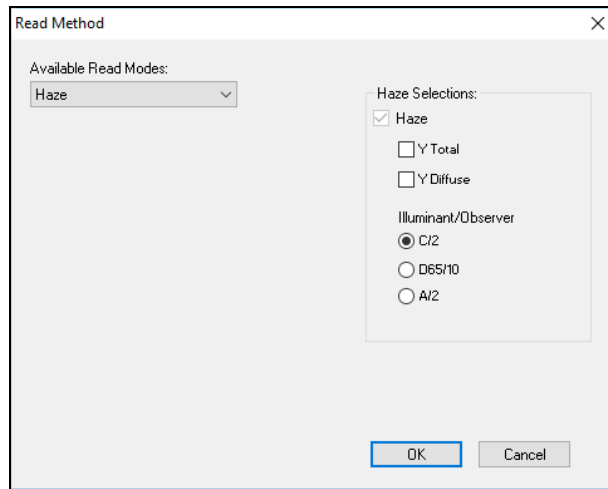 Read Method
Available Read Modes:
Haze
Haze Selections:
Haze
Y Total
Y Diffuse
Illuminant/Observer
C/2
D65/10
A/2
OK
Cancel